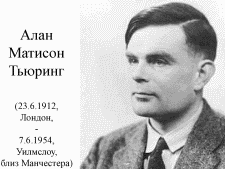 Алан
Матисон
Тьюринг
(23.6.1912,
Лондон,
-
7.6.1954,
Уилмслоу,
близ Манчестера)